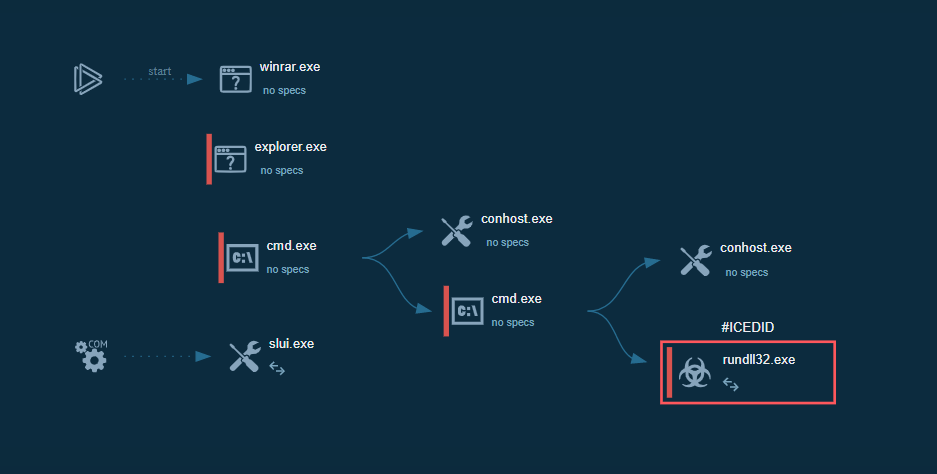 start
winrar.exe
no specs
explorer.exe
no specs
cmd.exe
no specs
conhost.exe
no specs
cmd.exe
no specs
conhost.exe
no specs
#ICEDID
rundll32.exe
COM
slui.exe
C:\
C:\
?
?